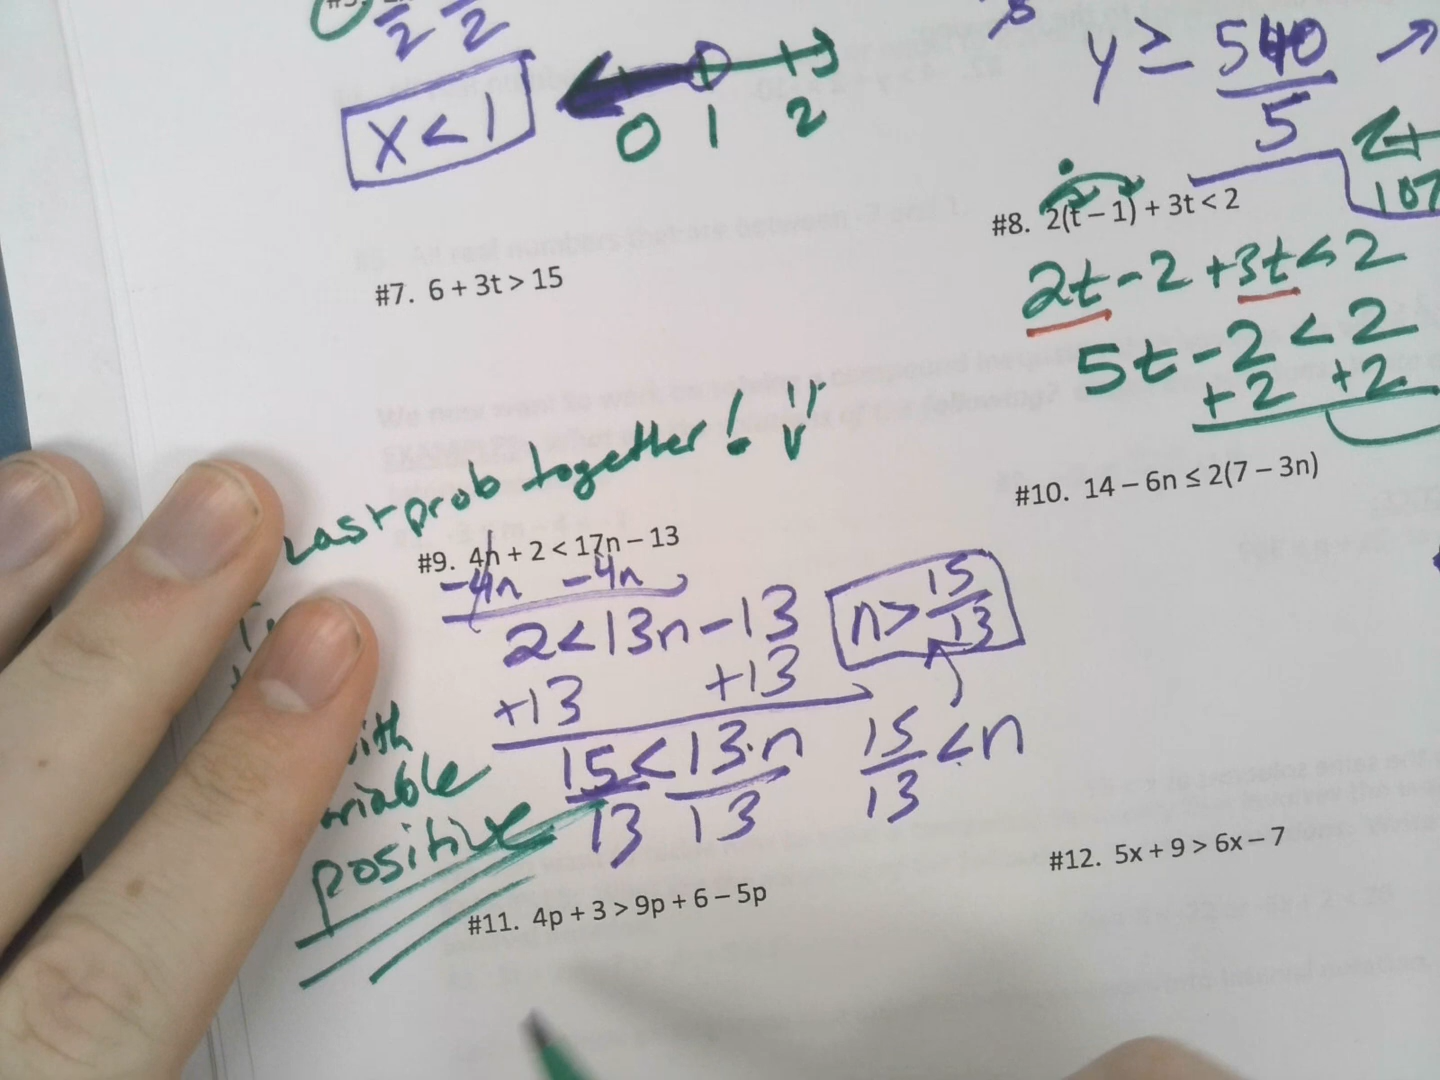 2 2
x < 1
0 1 2
y ≥ 540
5
107
#7. 6 + 3t > 15
#8. 2(t – 1) + 3t < 2
2t - 2 + 3t < 2
5t - 2 < 2
+2 +2
Last prob together!
#9. 4n + 2 < 17n – 13
-4n -4n
2 < 13n - 13
+13 +13
15 < 13·n
13 13
15
13 < n
n > 15
13
variable
positive
#10. 14 – 6n ≤ 2(7 – 3n)
#11. 4p + 3 > 9p + 6 – 5p
#12. 5x + 9 > 6x – 7